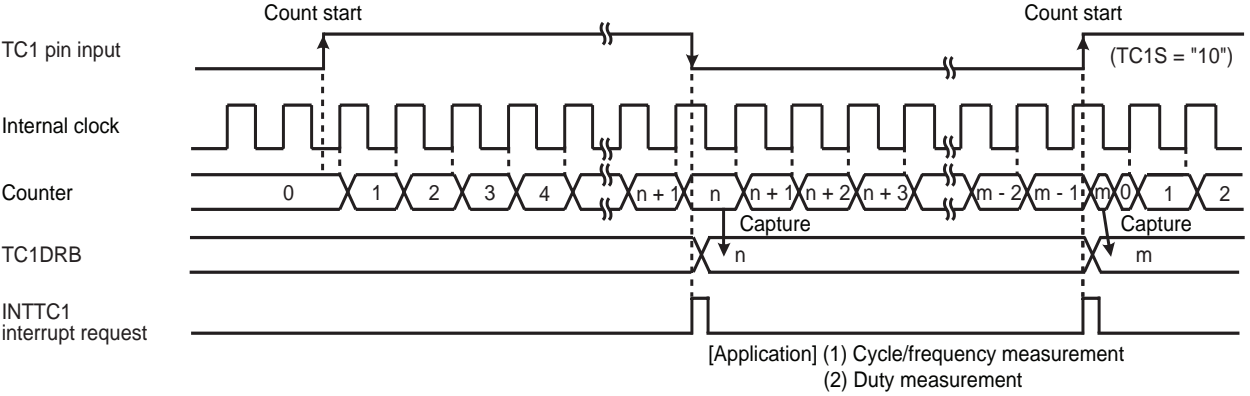 Count start Count start
TC1 pin input (TC1S = "10")
Internal clock
Counter 0 1 2 3 4 n + 1 n n + 1 n + 2 n + 3 m - 2 m - 1 m 0 1 2
Capture Capture
TC1DRB n m
INTTC1
interrupt request
[Application] (1) Cycle/frequency measurement
(2) Duty measurement